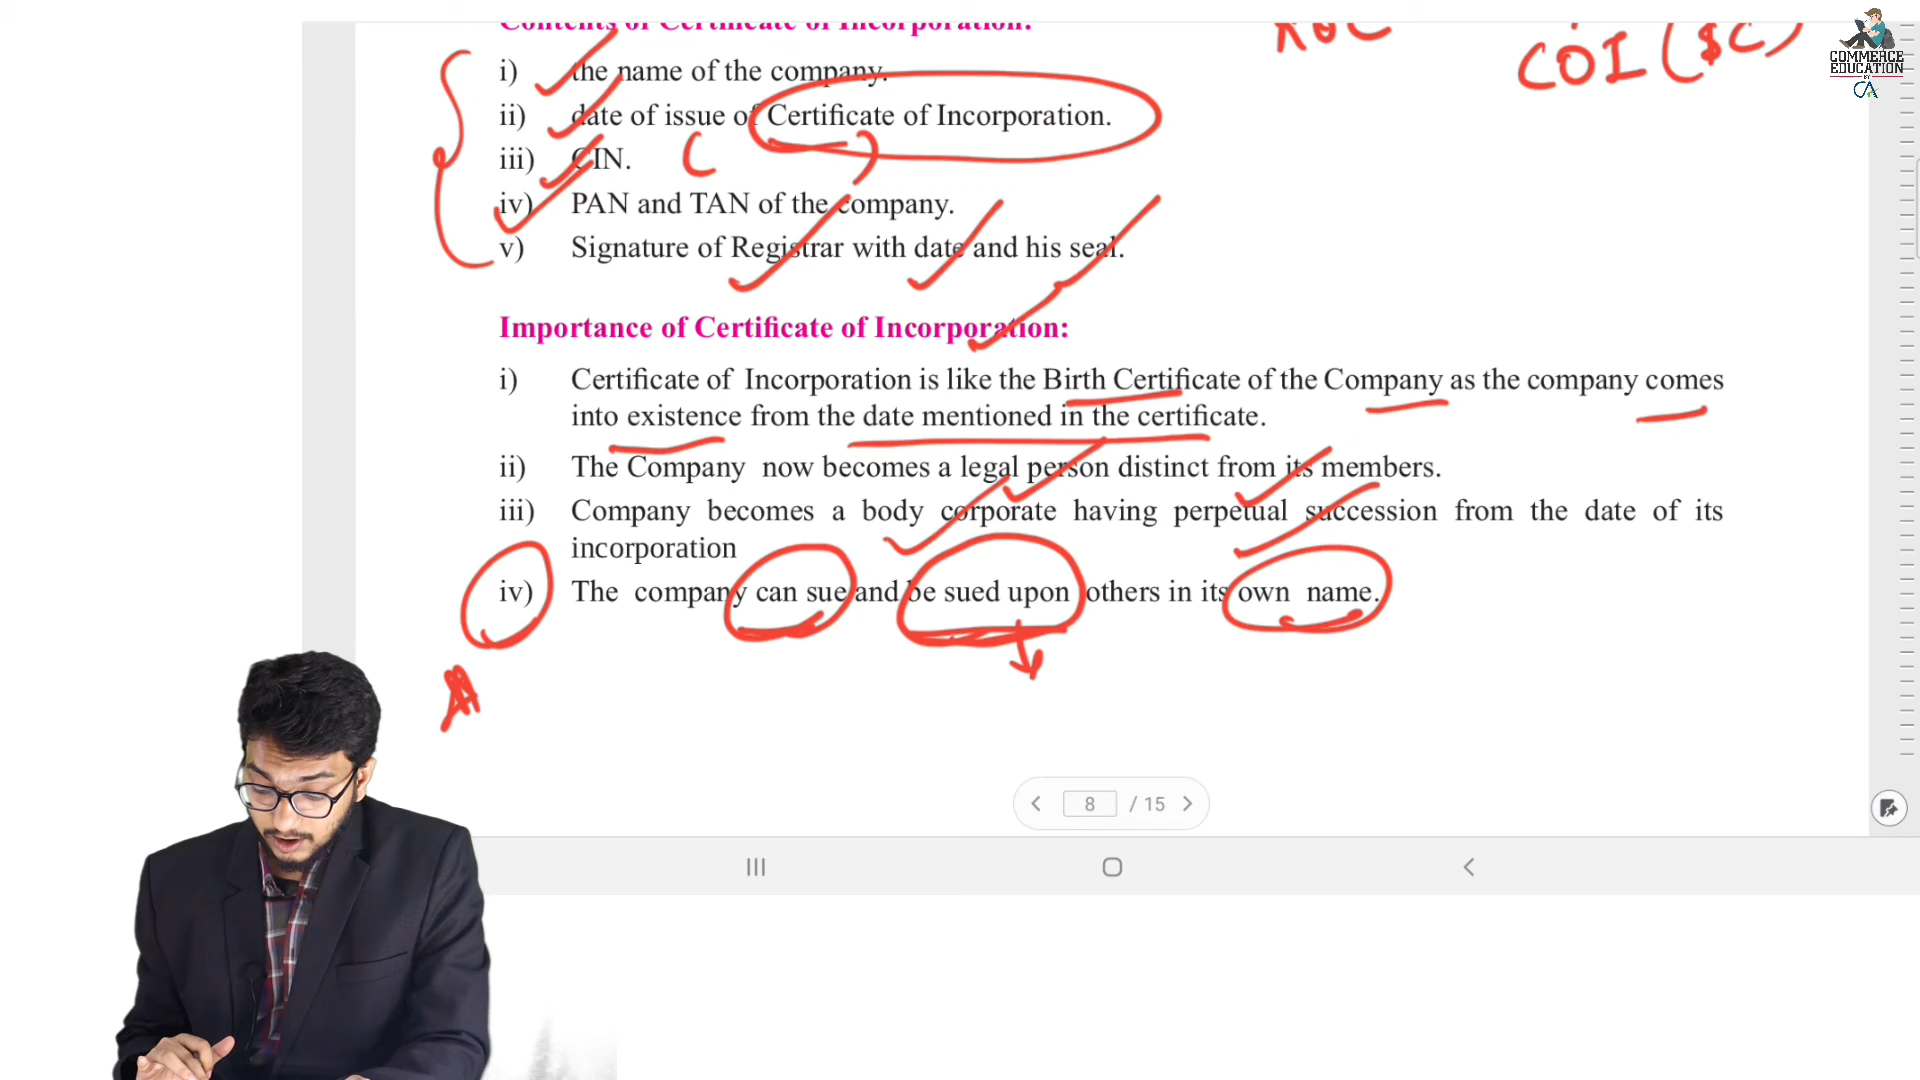 Contents of Certificate of Incorporation:
i) the name of the company.
ii) date of issue of Certificate of Incorporation.
iii) CIN.
iv) PAN and TAN of the company.
v) Signature of Registrar with date and his seal.
ROC
COI ($C)
COMMERCE
EDUCATION
BY
CA
Importance of Certificate of Incorporation:
i) Certificate of Incorporation is like the Birth Certificate of the Company as the company comes
into existence from the date mentioned in the certificate.
ii) The Company now becomes a legal person distinct from its members.
iii) Company becomes a body corporate having perpetual succession from the date of its
incorporation
iv) The company can sue and be sued upon others in its own name.
8 / 15